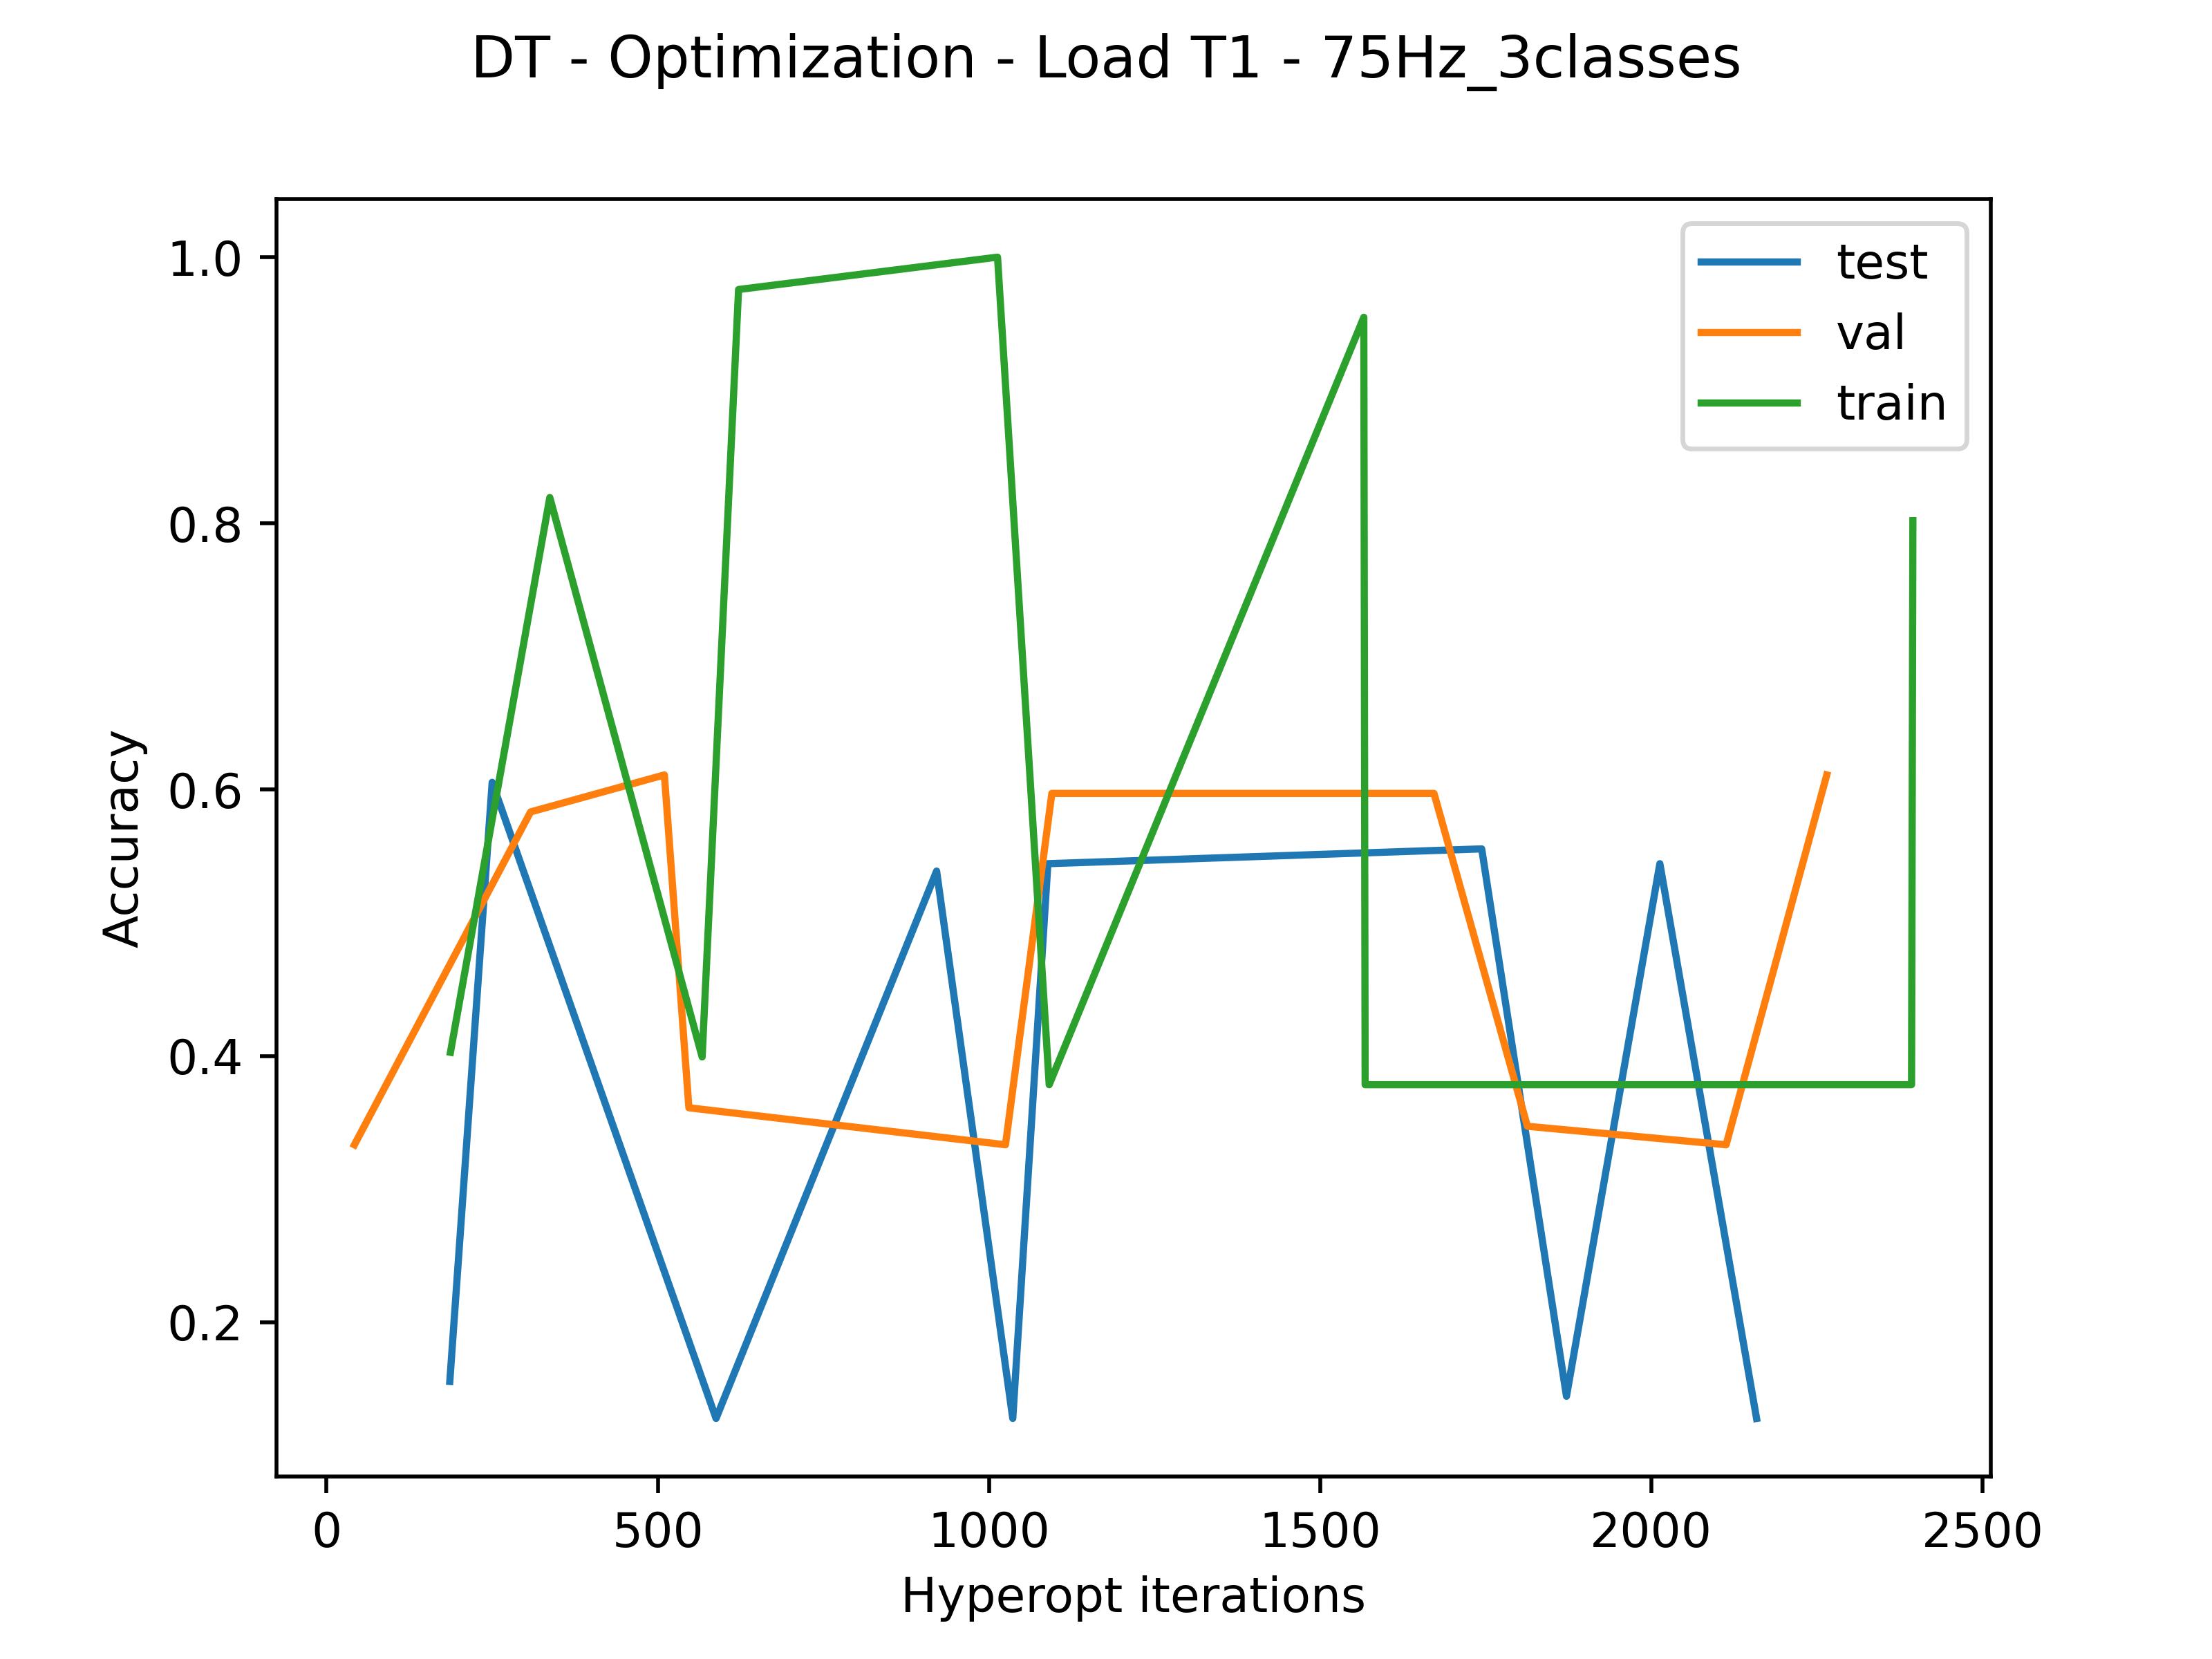 DT - Optimization - Load T1 - 75Hz_3classes
test
val
train
1.0
0.8
0.6
0.4
0.2
Accuracy
0 500 1000 1500 2000 2500
Hyperopt iterations